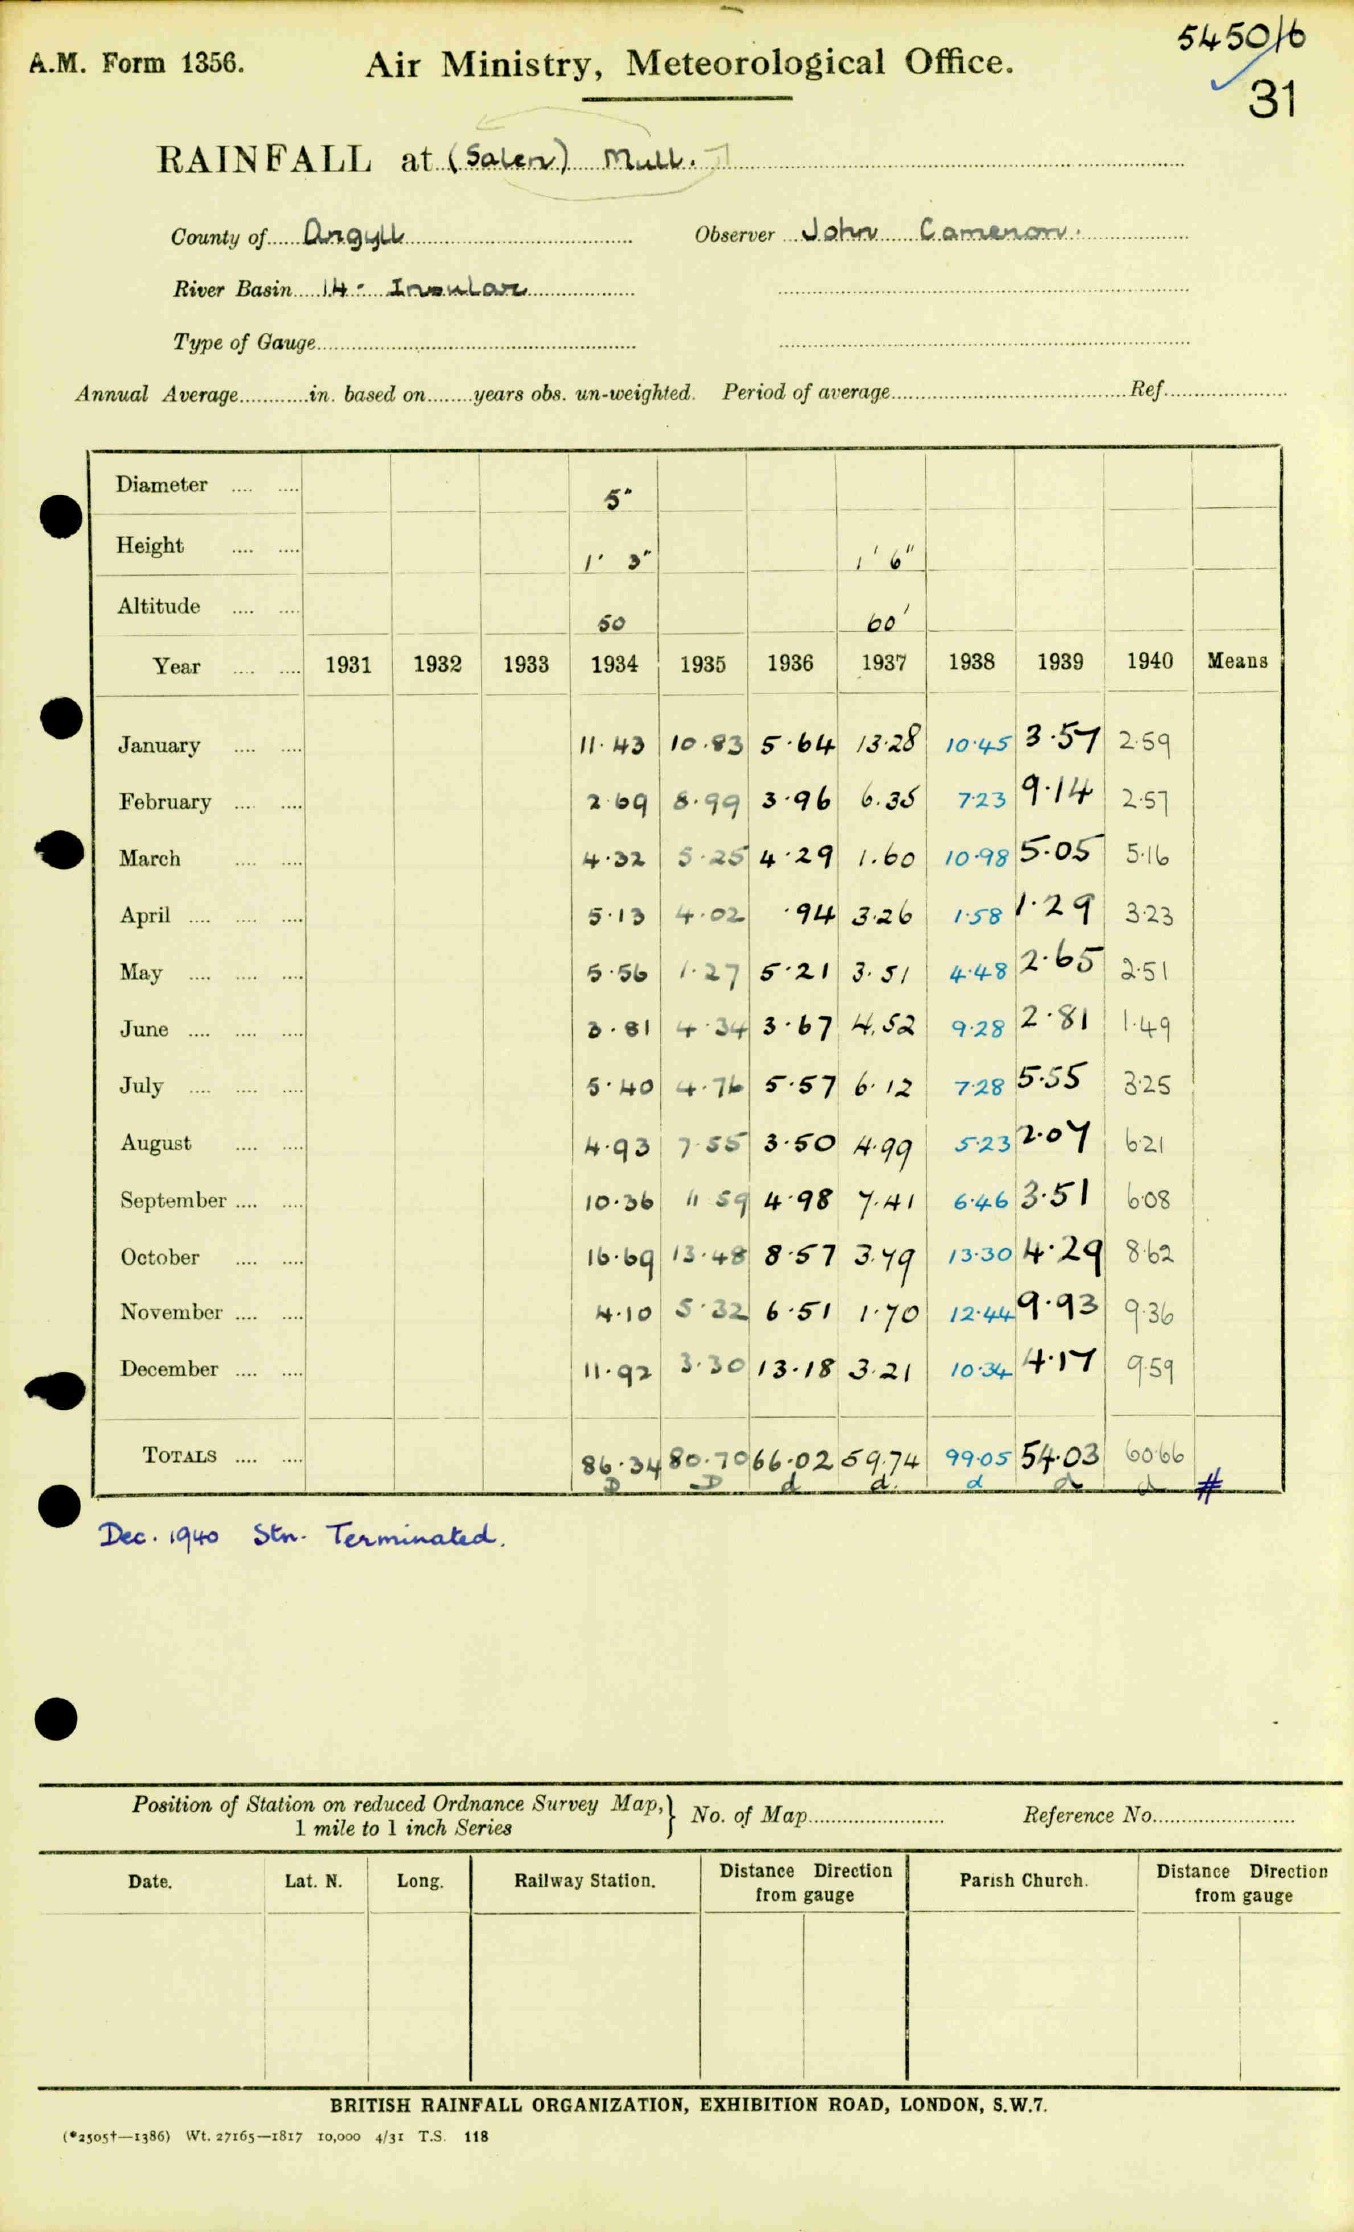 5450/6
A.M. Form 1356. Air Ministry, Meteorological Office.
31
RAINFALL at (Salen) Mull.
County of Argyll Observer John Cameron.
River Basin 14- Insular
Type of Gauge
Annual Average in. based on years obs. un-weighted. Period of average Ref.
Diameter 5"
Height 1' 3" 1' 6"
Altitude 50 60'
Year 1931 1932 1933 1934 1935 1936 1937 1938 1939 1940 Means
January 11.43 10.83 5.64 13.28 10.45 3.57 2.59
February 2.69 8.99 3.96 6.35 7.23 9.14 2.57
March 4.32 5.25 4.29 1.60 10.98 5.05 5.16
April 5.13 4.02 .94 3.26 1.58 1.29 3.23
May 5.56 1.27 5.21 3.51 4.48 2.65 2.51
June 3.81 4.34 3.67 4.52 9.28 2.81 1.49
July 5.40 4.76 5.57 6.12 7.28 5.55 3.25
August 4.93 7.55 3.50 4.99 5.23 2.07 6.21
September 10.36 11.59 4.98 7.41 6.46 3.51 6.08
October 16.69 13.48 8.57 3.79 13.30 4.29 8.62
November 4.10 5.32 6.51 1.70 12.44 9.93 9.36
December 11.92 3.30 13.18 3.21 10.34 4.17 9.59
TOTALS 86.34 80.70 66.02 59.74 99.05 54.03 60.66
D D d d. d d d #
Dec. 1940 Stn. Terminated.
Position of Station on reduced Ordnance Survey Map, } No. of Map Reference No.
1 mile to 1 inch Series
Date. Lat. N. Long. Railway Station. Distance Direction from gauge Parish Church. Distance Direction from gauge
BRITISH RAINFALL ORGANIZATION, EXHIBITION ROAD, LONDON, S.W.7.
(*2505†—1386) Wt. 27165—1817 10,000 4/31 T.S. 118